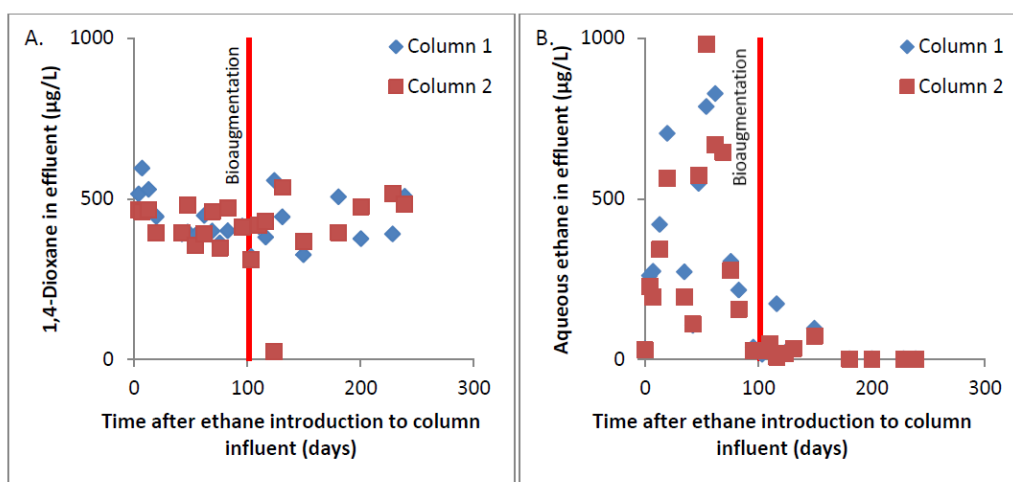 A.
1000
500
0
0
100
200
300
1,4-Dioxane in effluent (µg/L)
Bioaugmentation
Column 1
Column 2
Time after ethane introduction to column
influent (days)
B.
1000
500
0
0
100
200
300
Aqueous ethane in effluent (µg/L)
Bioaugmentation
Column 1
Column 2
Time after ethane introduction to column
influent (days)